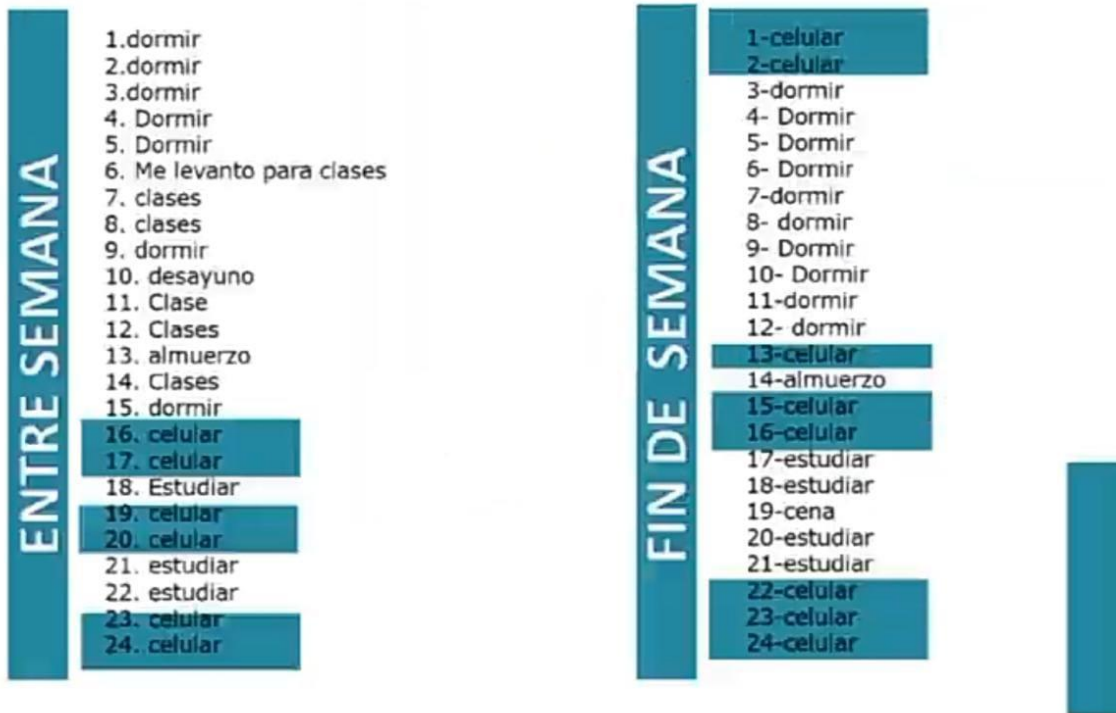 ENTRE SEMANA
1.dormir
2.dormir
3.dormir
4. Dormir
5. Dormir
6. Me levanto para clases
7. clases
8. clases
9. dormir
10. desayuno
11. Clase
12. Clases
13. almuerzo
14. Clases
15. dormir
16. celular
17. celular
18. Estudiar
19. celular
20. celular
21. estudiar
22. estudiar
23. celular
24. celular
FIN DE SEMANA
1-celular
2-celular
3-dormir
4- Dormir
5- Dormir
6- Dormir
7-dormir
8- dormir
9- Dormir
10- Dormir
11-dormir
12- dormir
13-celular
14-almuerzo
15-celular
16-celular
17-estudiar
18-estudiar
19-cena
20-estudiar
21-estudiar
22-celular
23-celular
24-celular